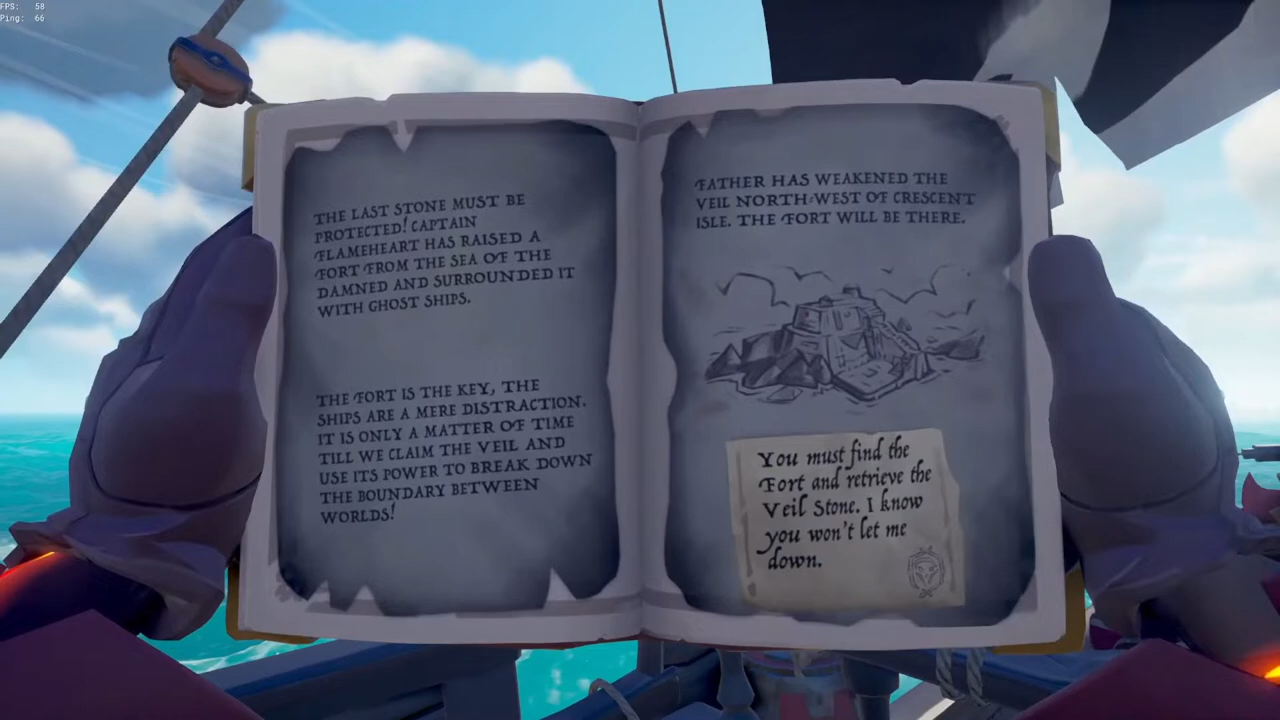 FPS: 58
Ping: 66
THE LAST STONE MUST BE
PROTECTED! CAPTAIN
FLAMEHEART HAS RAISED A
FORT FROM THE SEA OF THE
DAMNED AND SURROUNDED IT
WITH GHOST SHIPS.
THE FORT IS THE KEY, THE
SHIPS ARE A MERE DISTRACTION.
IT IS ONLY A MATTER OF TIME
TILL WE CLAIM THE VEIL AND
USE ITS POWER TO BREAK DOWN
THE BOUNDARY BETWEEN
WORLDS!
FATHER HAS WEAKENED THE
VEIL NORTH-WEST OF CRESCENT
ISLE. THE FORT WILL BE THERE.
You must find the
Fort and retrieve the
Veil Stone. I know
you won't let me
down.